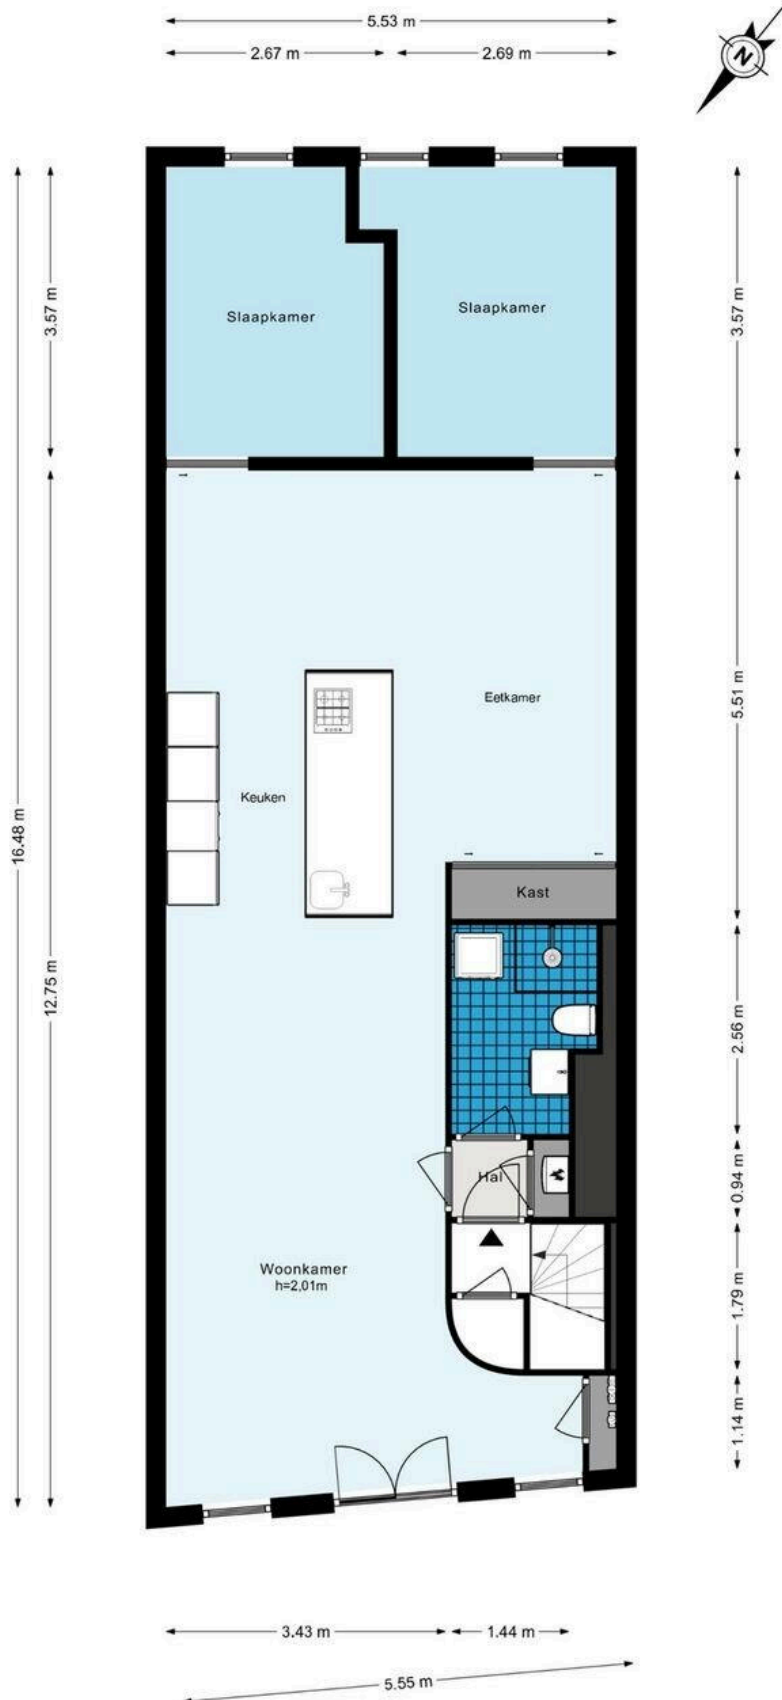 5.53 m
2.67 m
2.69 m
N
3.57 m
3.57 m
Slaapkamer
Slaapkamer
16.48 m
12.75 m
5.51 m
Eetkamer
Keuken
Kast
2.56 m
Hal
0.94 m
Woonkamer
h=2,01m
1.79 m
1.14 m
3.43 m
1.44 m
5.55 m